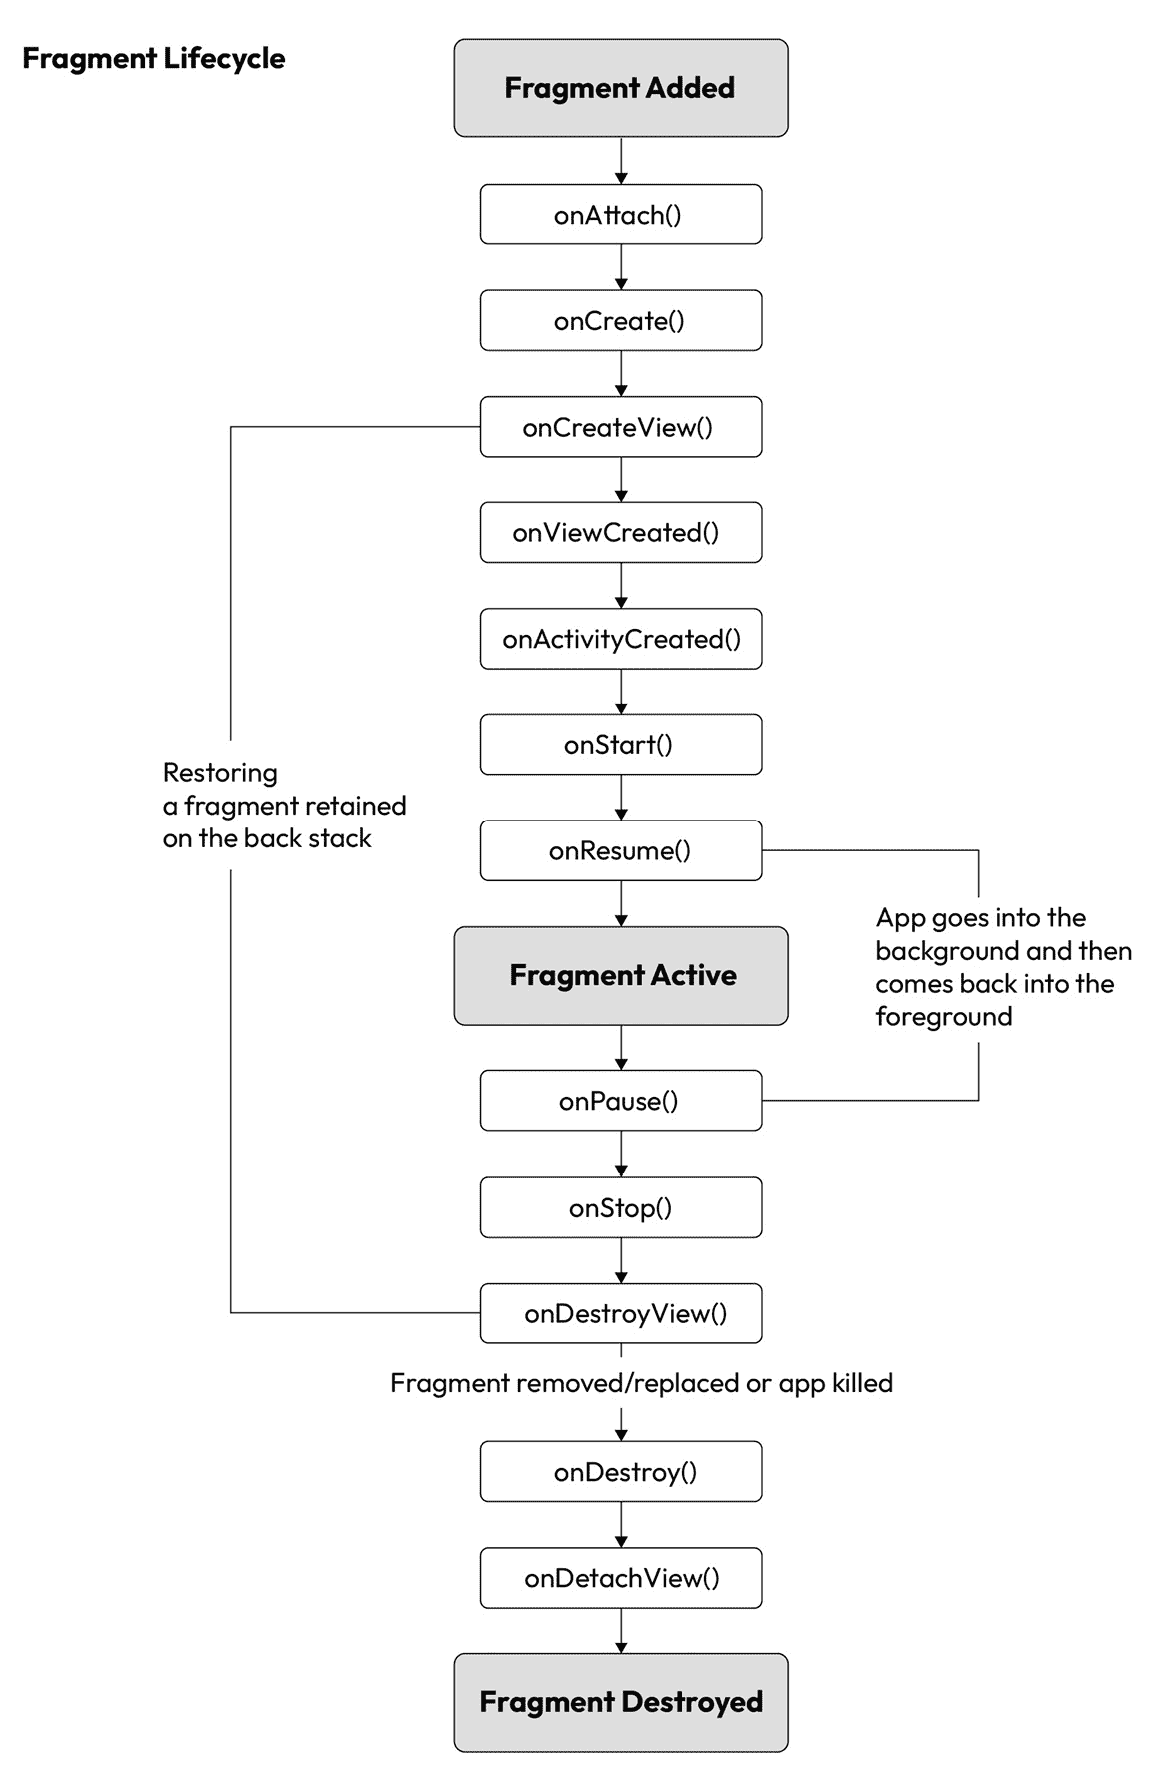 Fragment Lifecycle
Fragment Added
onAttach()
onCreate()
onCreateView()
onViewCreated()
onActivityCreated()
onStart()
Restoring
a fragment retained
on the back stack
onResume()
App goes into the
background and then
comes back into the
foreground
Fragment Active
onPause()
onStop()
onDestroyView()
Fragment removed/replaced or app killed
onDestroy()
onDetachView()
Fragment Destroyed